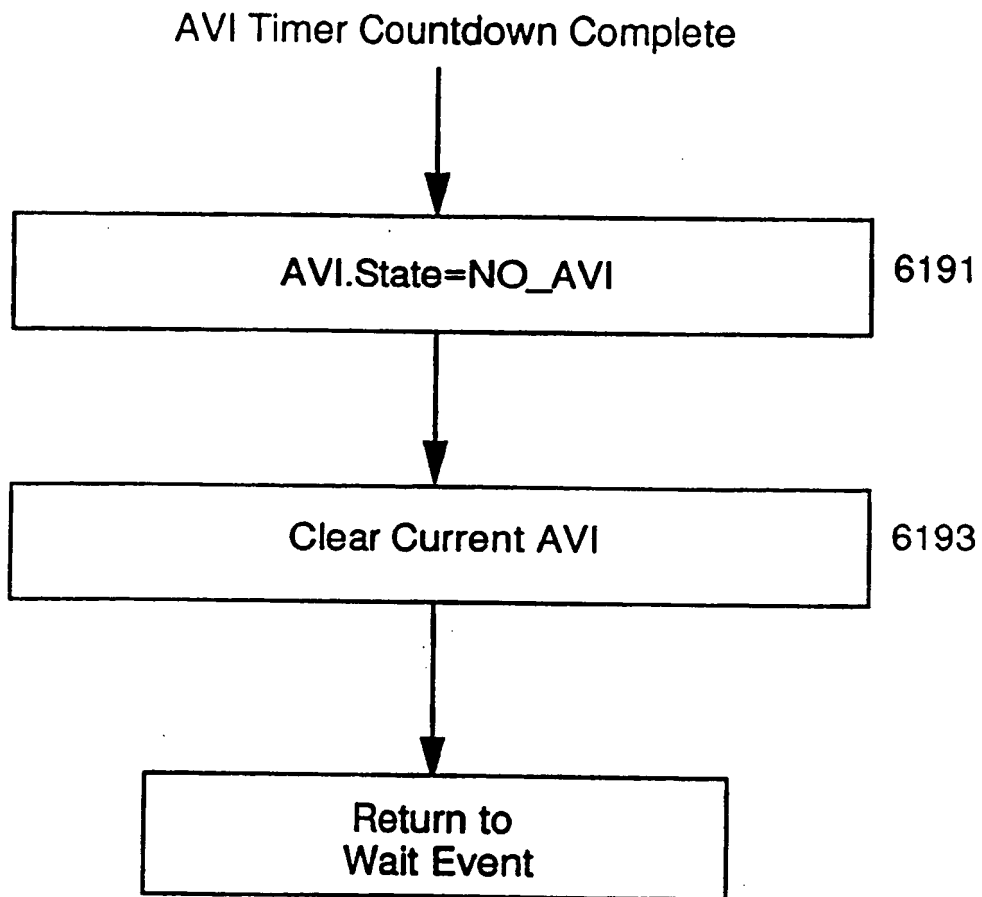 AVI Timer Countdown Complete
AVI.State=NO_AVI
6191
Clear Current AVI
6193
Return to
Wait Event